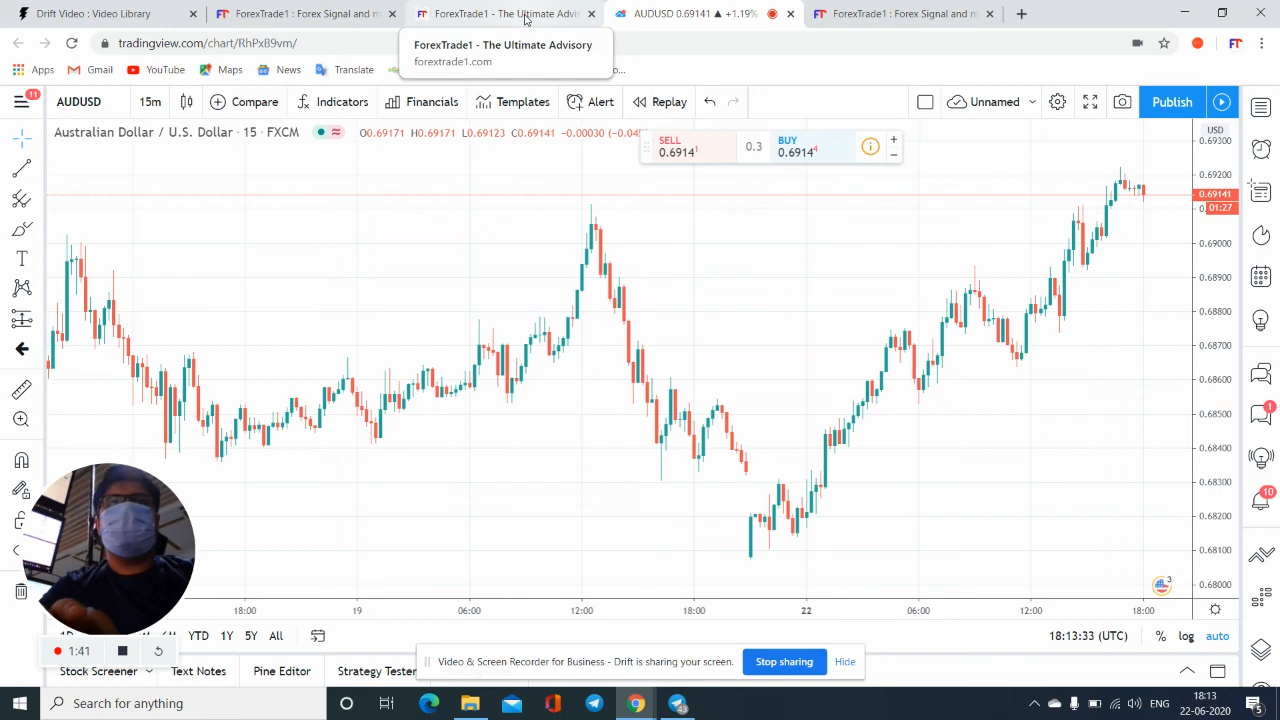 Drift Video: Video Library
ForexTrade1 : Forex Signal and m
ForexTrade1 - The Ultimate Advis
AUDUSD 0.69141 ▲ +1.19%
ForexTrade1 : Forex Signal and m
tradingview.com/chart/RhPxB9vm/
ForexTrade1 - The Ultimate Advisory
forextrade1.com
Apps
Gmail
YouTube
Maps
News
Translate
11
AUDUSD
15m
Compare
Indicators
Financials
Templates
Alert
Replay
Unnamed
Publish
Australian Dollar / U.S. Dollar · 15 · FXCM
O0.69171 H0.69171 L0.69123 C0.69141 -0.00030
SELL
0.69141
0.3
BUY
0.69144
USD
0.69300
0.69200
0.69141
01:27
0.69000
0.68900
0.68800
0.68700
0.68600
0.68500
0.68400
0.68300
0.68200
0.68100
0.68000
1
10
3
18:00
19
06:00
12:00
18:00
22
06:00
12:00
18:00
YTD
1Y
5Y
All
18:13:33 (UTC)
%
log
auto
1:41
Video & Screen Recorder for Business - Drift is sharing your screen.
Stop sharing
Hide
Stock Screener
Text Notes
Pine Editor
Strategy Tester
Search for anything
18:13
22-06-2020
5